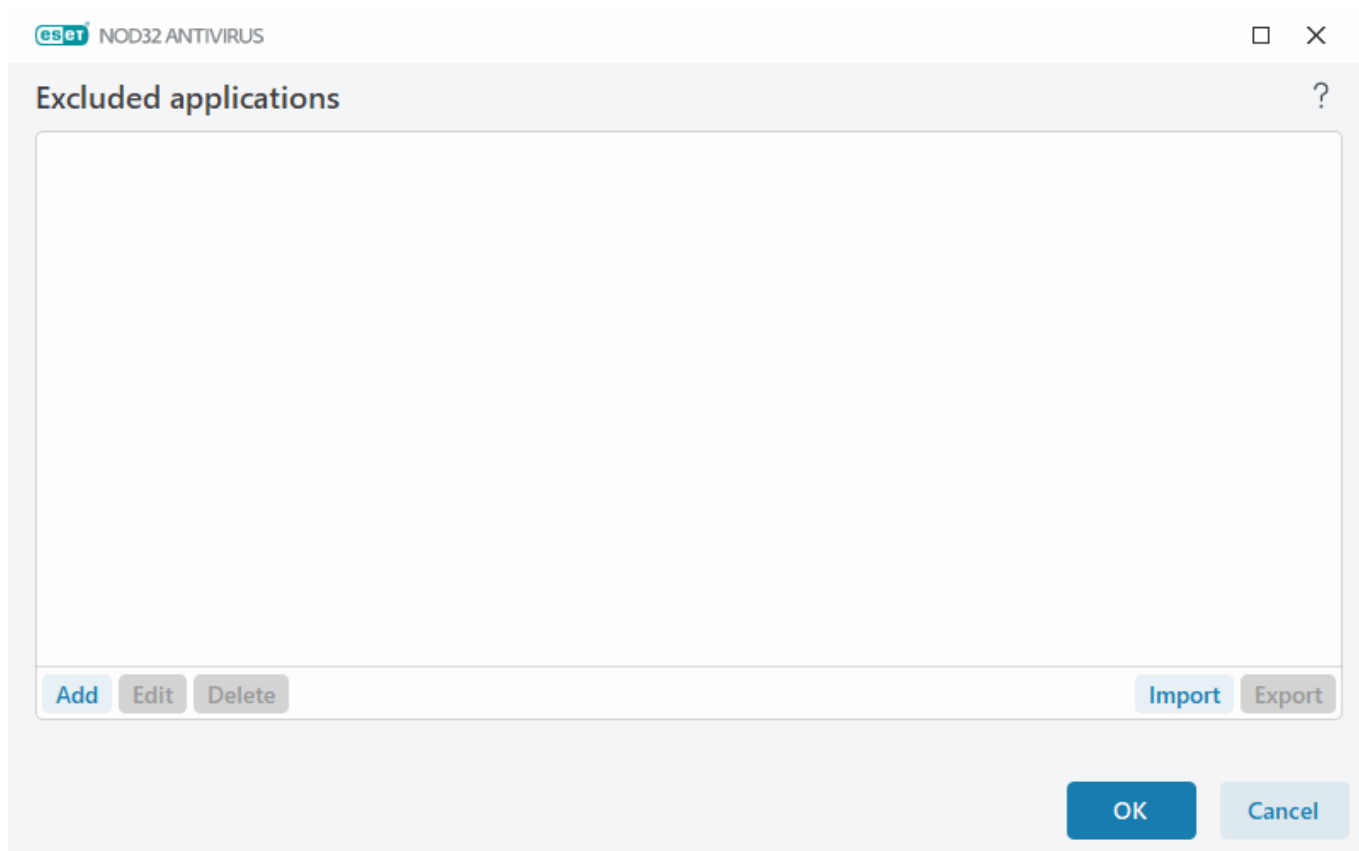 eset NOD32 ANTIVIRUS
Excluded applications ?
Add Edit Delete Import Export
OK Cancel